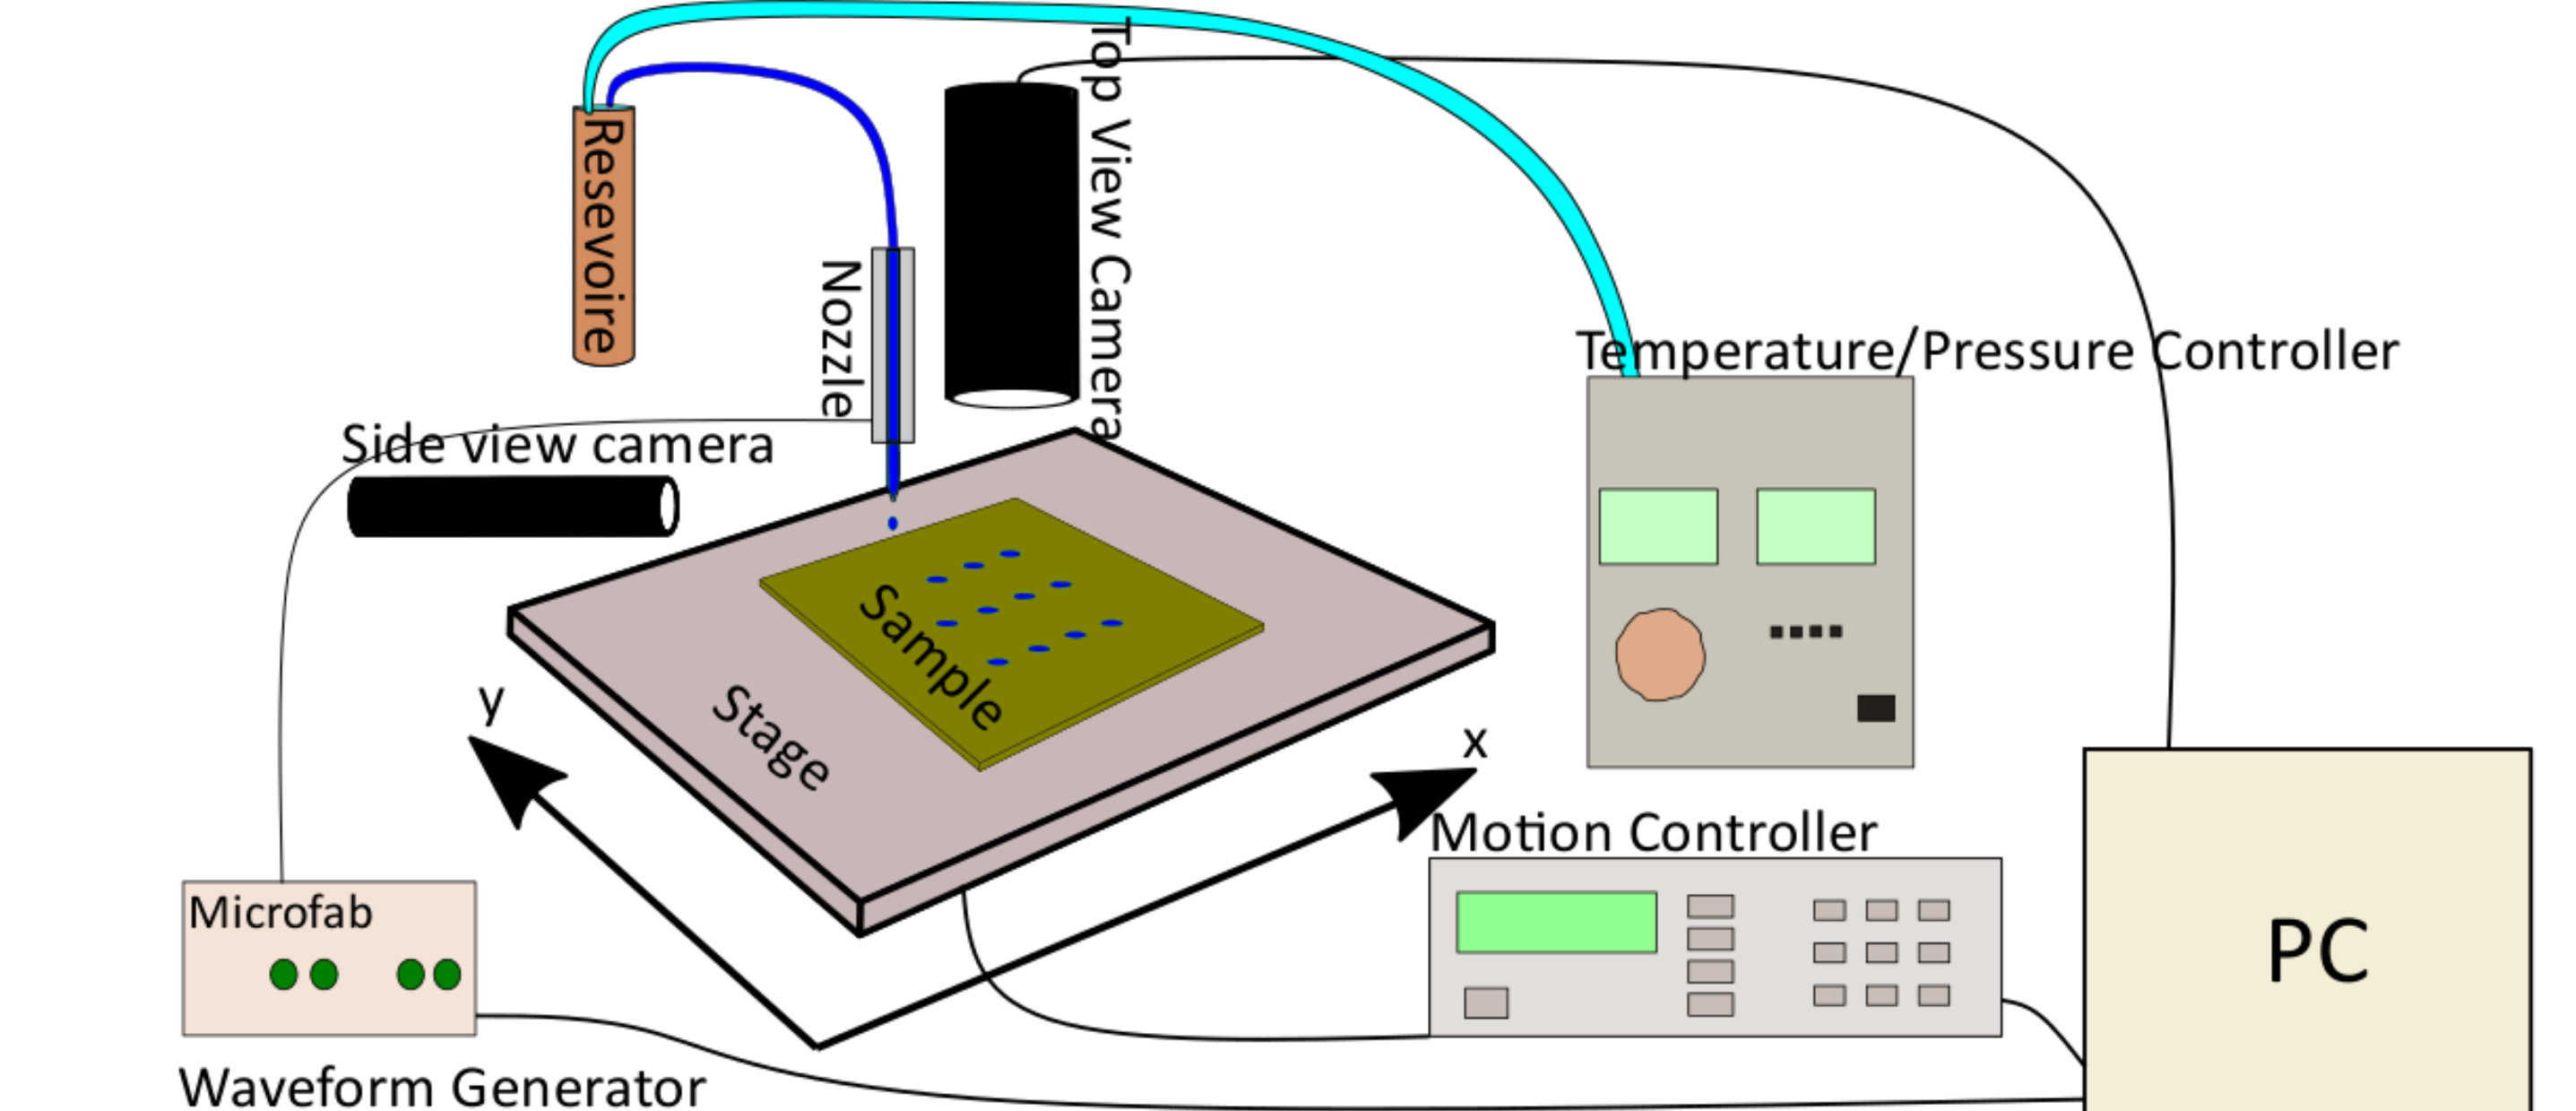 Top View Camera
Resevoire
Nozzle
Temperature/Pressure Controller
Side view camera
Sample
Stage
y
x
Motion Controller
Microfab
PC
Waveform Generator